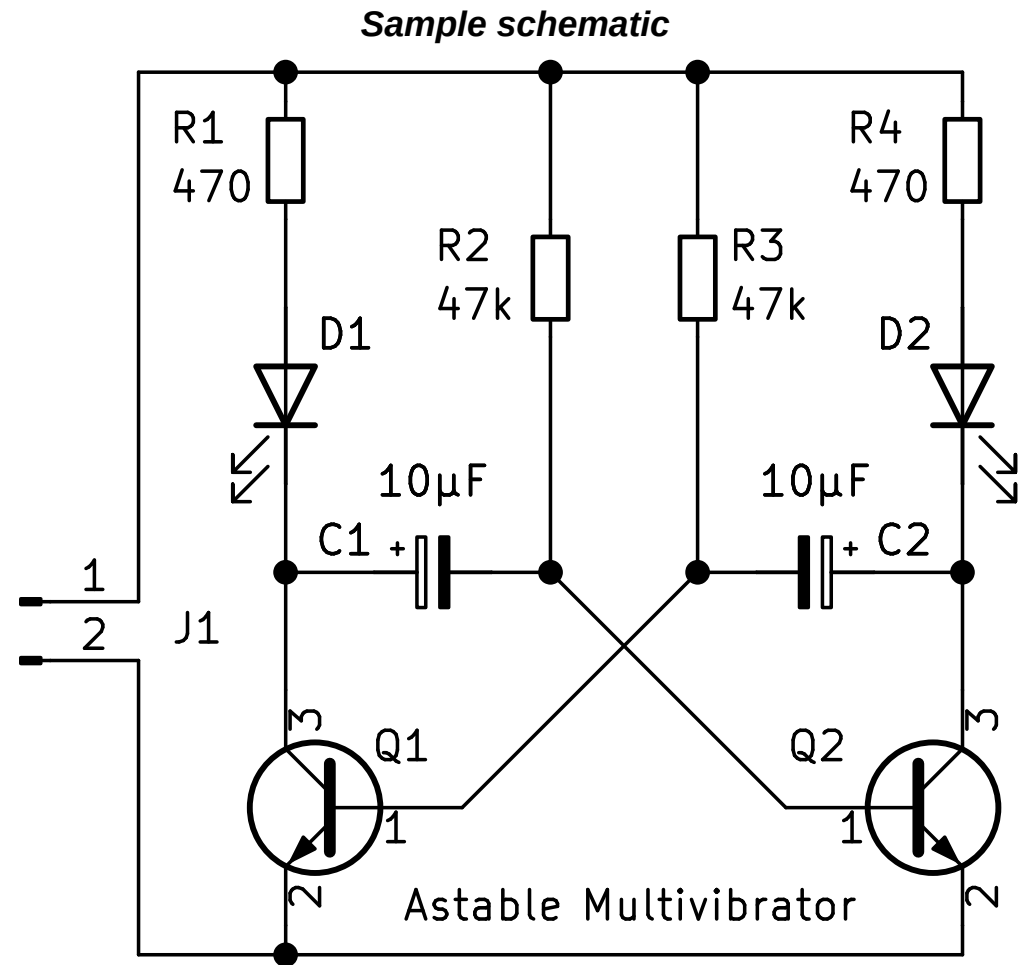 Sample schematic
R1
470
R4
470
R2
47k
R3
47k
D1
D2
10µF
10µF
C1 +
+ C2
1
2
J1
3
3
Q1
Q2
1
1
2
2
Astable Multivibrator